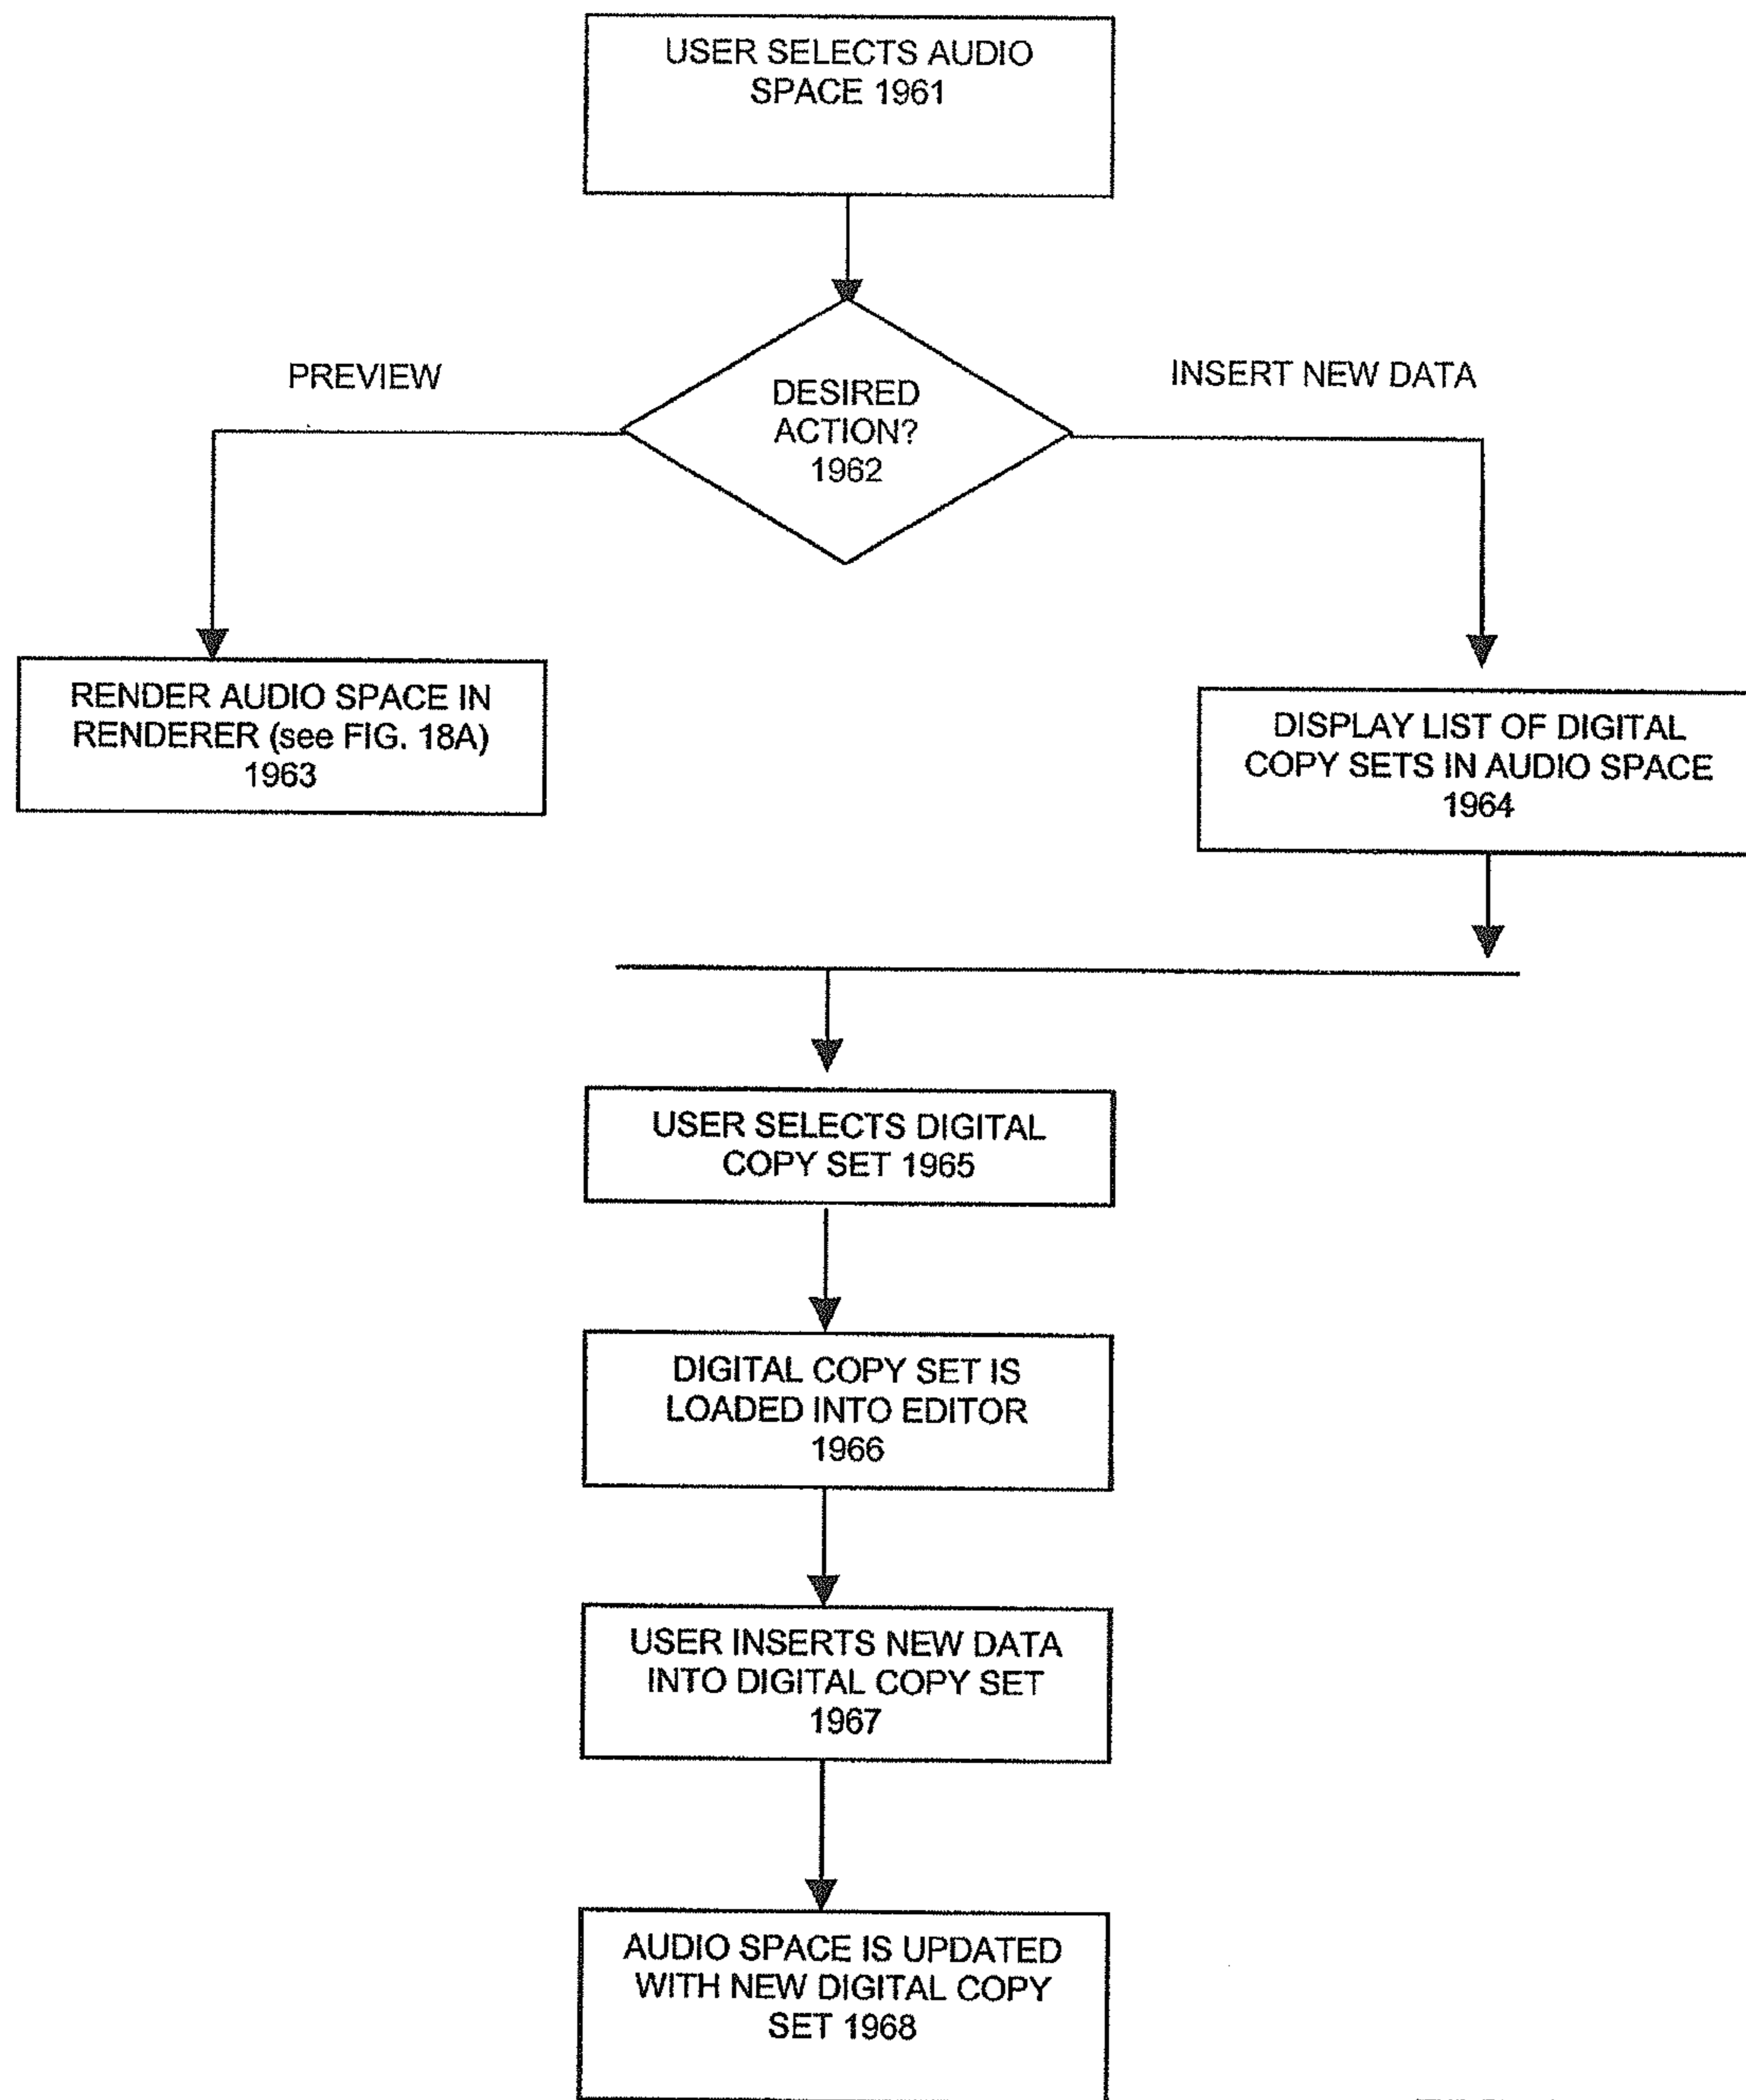 USER SELECTS AUDIO
SPACE 1961
DESIRED
ACTION?
1962
PREVIEW
INSERT NEW DATA
RENDER AUDIO SPACE IN
RENDERER (see FIG. 18A)
1963
DISPLAY LIST OF DIGITAL
COPY SETS IN AUDIO SPACE
1964
USER SELECTS DIGITAL
COPY SET 1965
DIGITAL COPY SET IS
LOADED INTO EDITOR
1966
USER INSERTS NEW DATA
INTO DIGITAL COPY SET
1967
AUDIO SPACE IS UPDATED
WITH NEW DIGITAL COPY
SET 1968